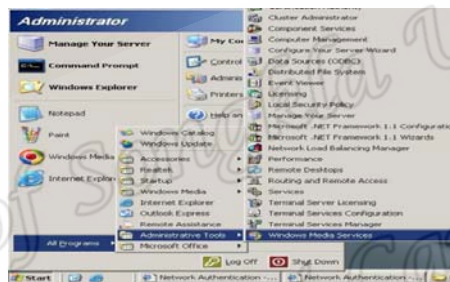 Administrator
Manage Your Server
Command Prompt
Windows Explorer
Notepad
Paint
Windows Media
Internet Explor
All Programs
My Co
Control
Adminis
Printers
Help an
Windows Catalog
Windows Update
Accessories
Realtek
Startup
Windows Media
Internet Explorer
Outlook Express
Remote Assistance
Administrative Tools
Microsoft Office
Cluster Administrator
Component Services
Computer Management
Configure Your Server Wizard
Data Sources (ODBC)
Distributed File System
Event Viewer
Licensing
Local Security Policy
Manage Your Server
Microsoft .NET Framework 1.1 Configuratio
Microsoft .NET Framework 1.1 Wizards
Network Load Balancing Manager
Performance
Remote Desktops
Routing and Remote Access
Services
Terminal Server Licensing
Terminal Services Configuration
Terminal Services Manager
Windows Media Services
Log Off
Shut Down
Start
Network Authentication -...
Network Authentication -...